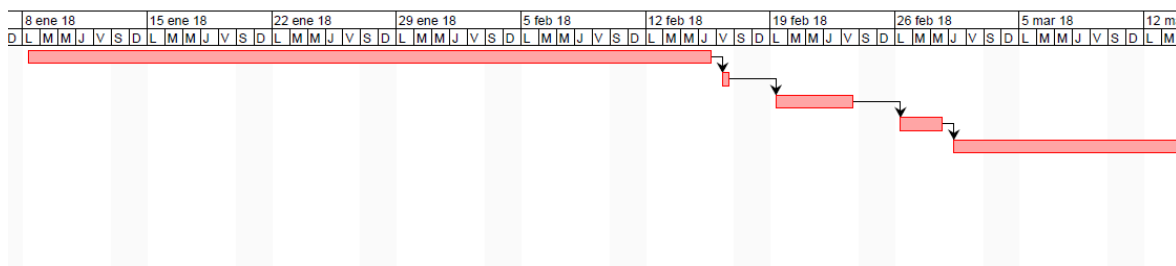 8 ene 18 15 ene 18 22 ene 18 29 ene 18 5 feb 18 12 feb 18 19 feb 18 26 feb 18 5 mar 18 12 m
D L M M J V S D L M M J V S D L M M J V S D L M M J V S D L M M J V S D L M M J V S D L M M J V S D L M M J V S D L M M J V S D L M